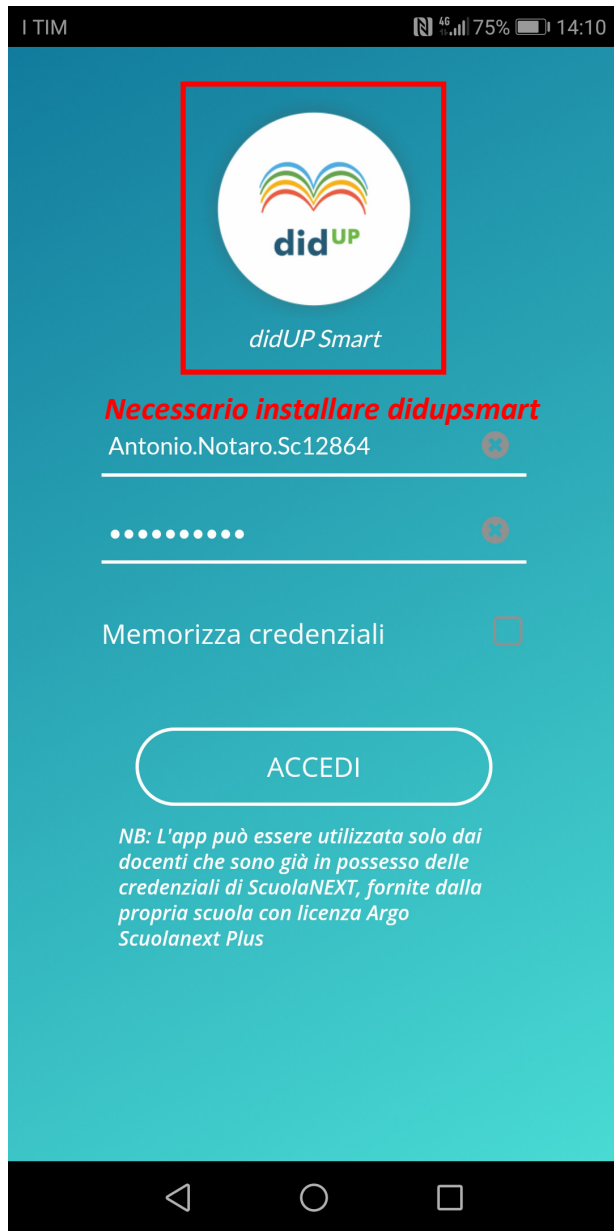 I TIM 4G 75% 14:10
didUP
didUP Smart
Necessario installare didupsmart
Antonio.Notaro.Sc12864
••••••••••
Memorizza credenziali
ACCEDI
NB: L'app può essere utilizzata solo dai
docenti che sono già in possesso delle
credenziali di ScuolaNEXT, fornite dalla
propria scuola con licenza Argo
Scuolanext Plus